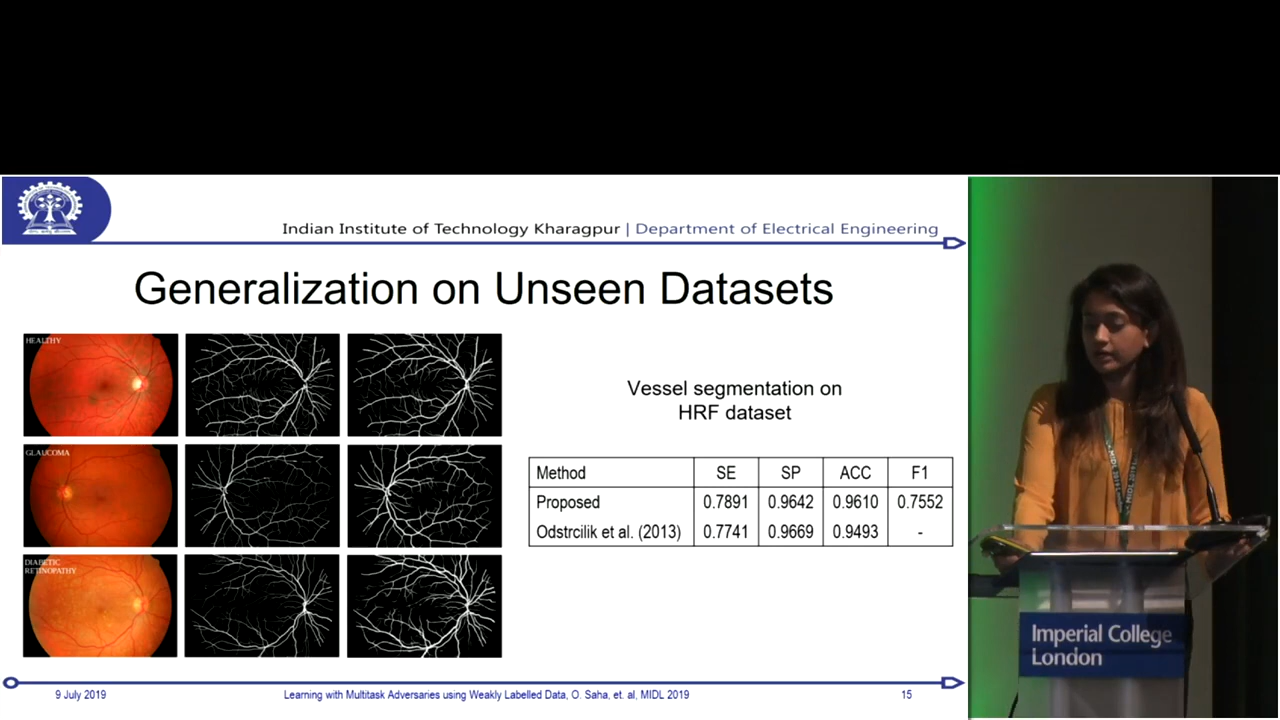 Indian Institute of Technology Kharagpur | Department of Electrical Engineering
Generalization on Unseen Datasets
HEALTHY
GLAUCOMA
DIABETIC
RETINOPATHY
Vessel segmentation on
HRF dataset
Method SE SP ACC F1
Proposed 0.7891 0.9642 0.9610 0.7552
Odstrcilik et al. (2013) 0.7741 0.9669 0.9493 -
9 July 2019 Learning with Multitask Adversaries using Weakly Labelled Data, O. Saha, et. al, MIDL 2019 15
Imperial College
London